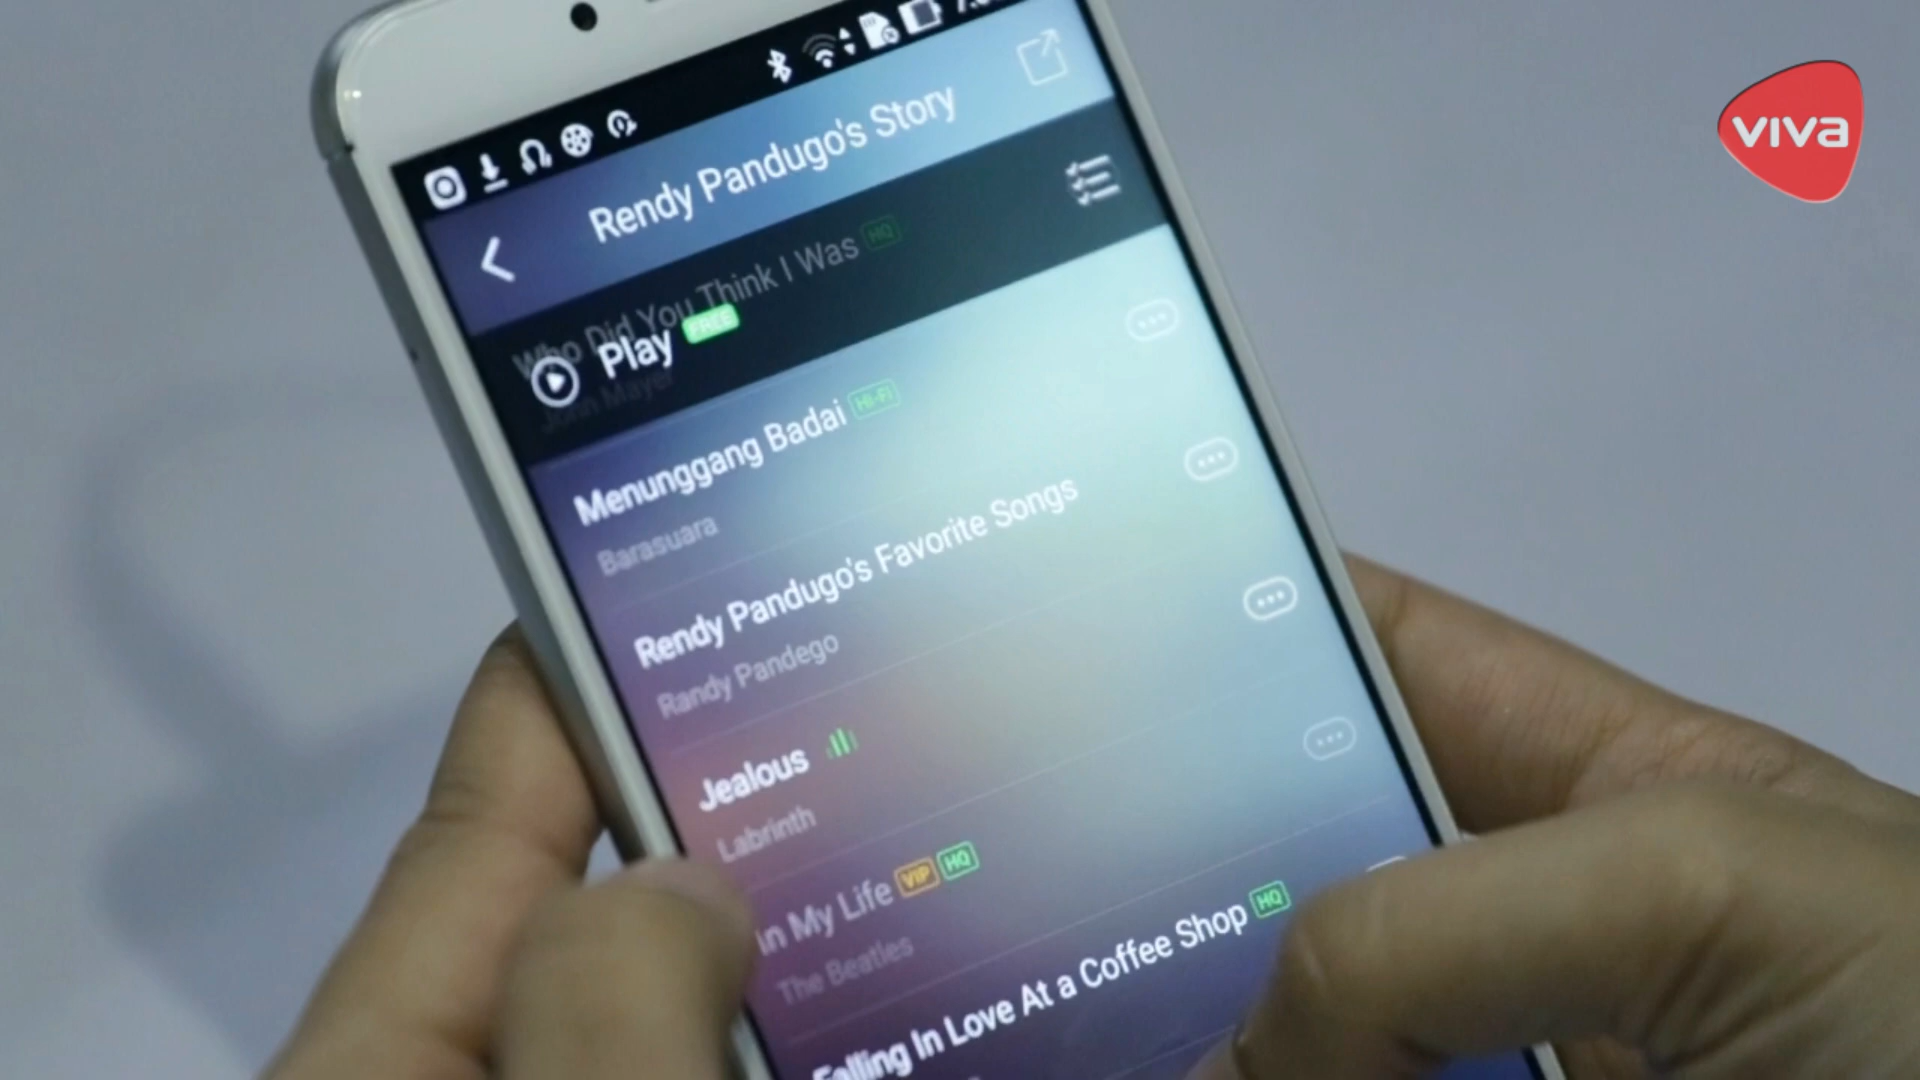 VIVA
Rendy Pandugo's Story
Who Did You Think I Was HQ
John Mayer
Play FREE
Menunggang Badai Hi-Fi
Barasuara
Rendy Pandugo's Favorite Songs
Randy Pandego
Jealous
Labrinth
In My Life VIP HQ
The Beatles
Falling In Love At a Coffee Shop HQ